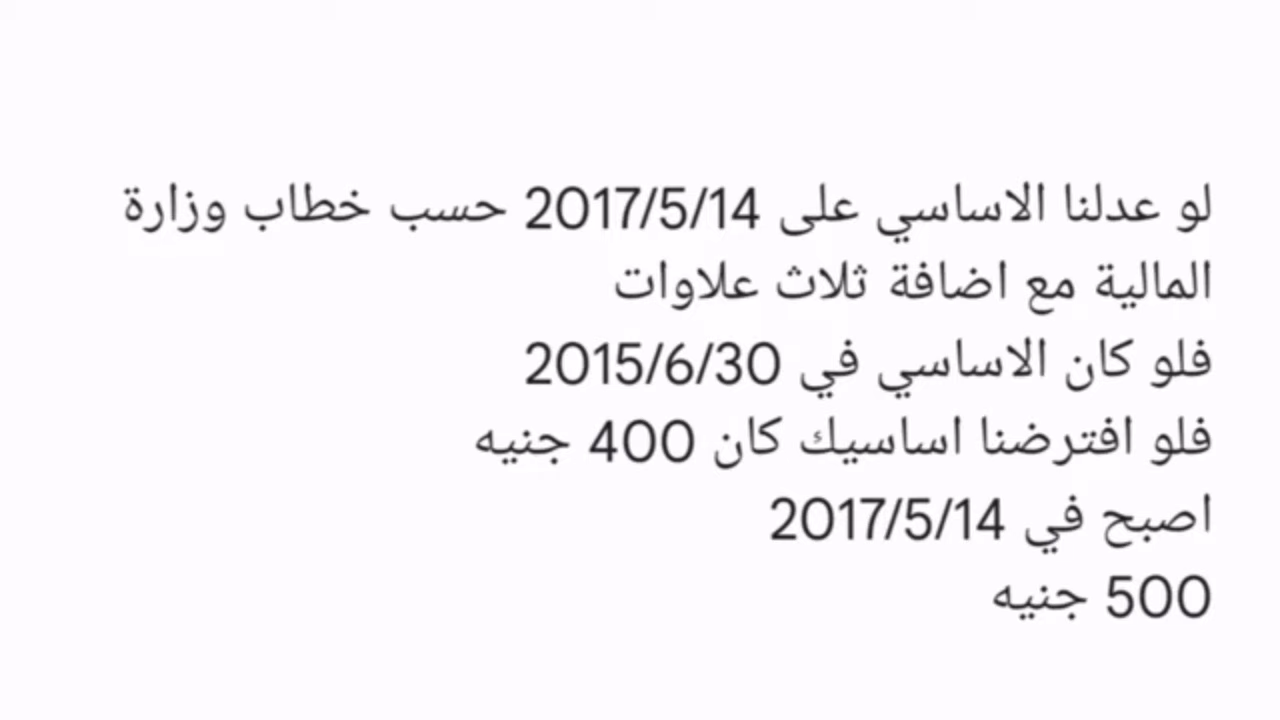 لو عدلنا الاساسي على 2017/5/14 حسب خطاب وزارة
المالية مع اضافة ثلاث علاوات
فلو كان الاساسي في 2015/6/30
فلو افترضنا اساسيك كان 400 جنيه
اصبح في 2017/5/14
500 جنيه